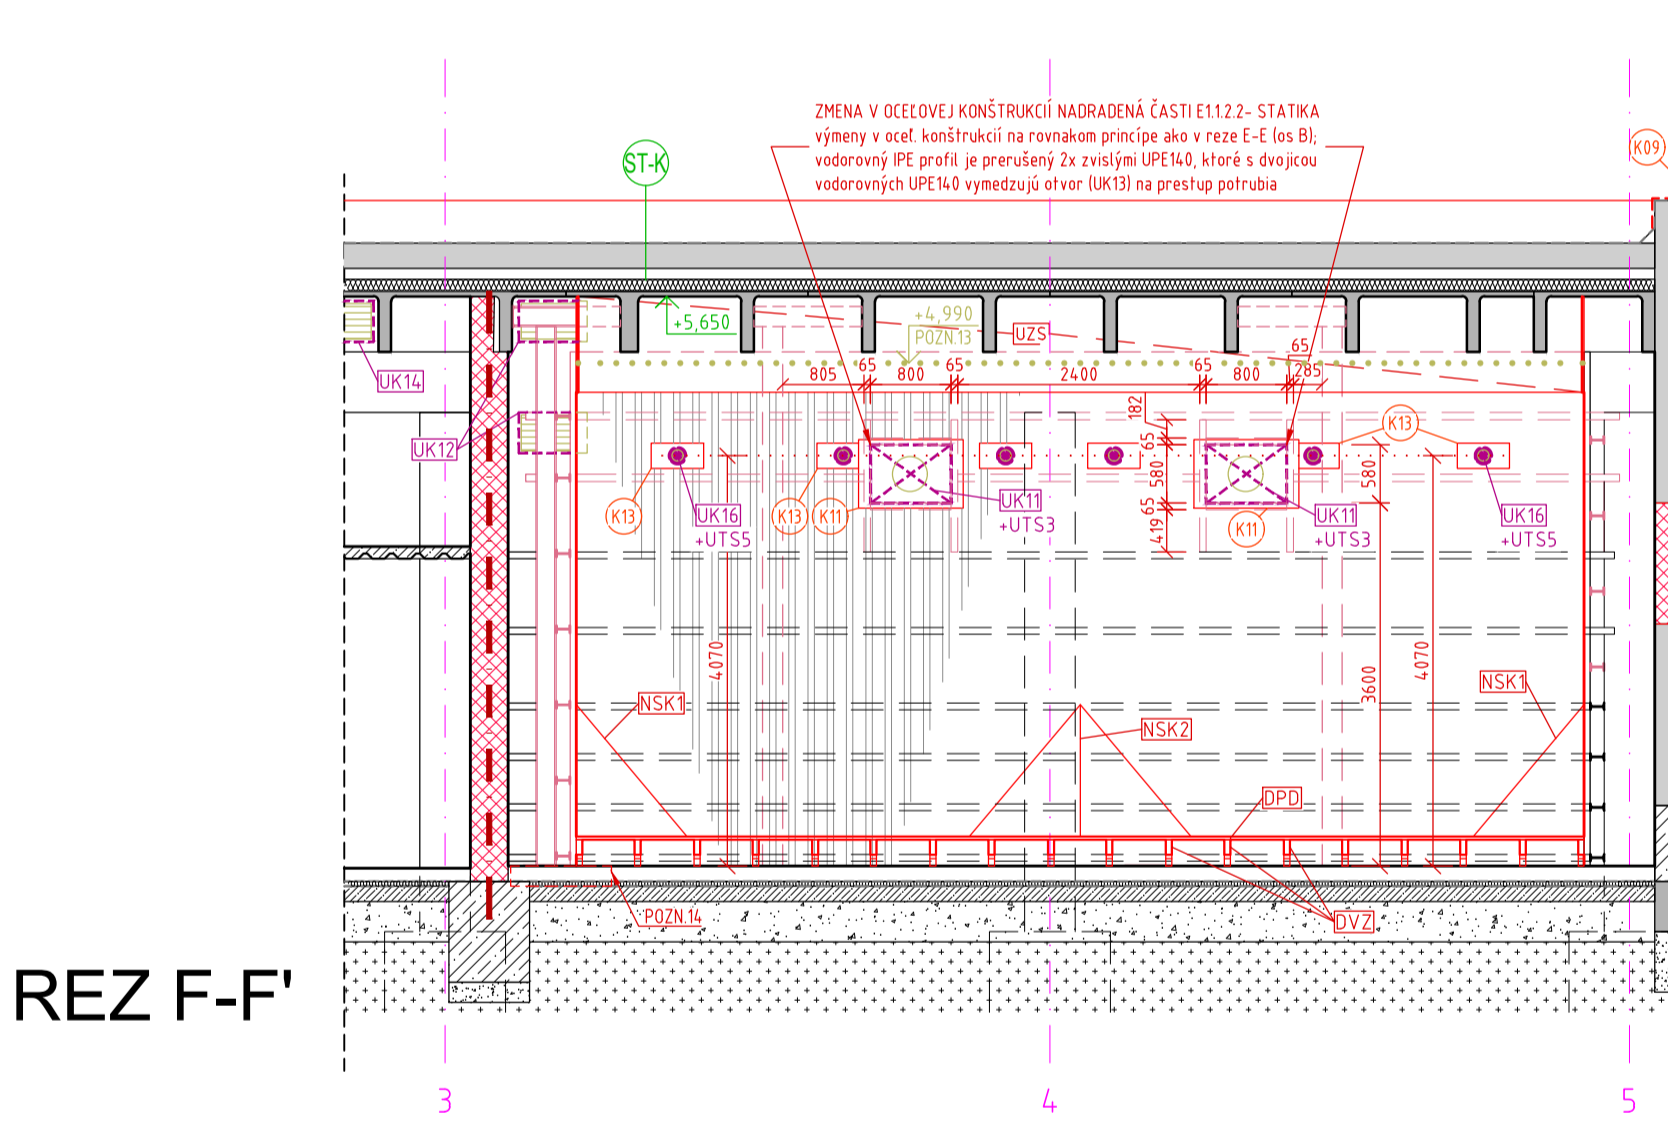 ZMENA V OCEĽOVEJ KONŠTRUKCIÍ NADRADENÁ ČASTI E1.1.2.2- STATIKA
výmeny v oceľ. konštrukcií na rovnakom princípe ako v reze E-E (os B);
vodorovný IPE profil je prerušený 2x zvislými UPE140, ktoré s dvojicou
vodorovných UPE140 vymedzujú otvor (UK13) na prestup potrubia
K09
ST-K
+5,650
+4,990
POZN.13
UZS
65
805
65
800
65
2400
65
800
285
UK14
UK12
182
65
580
65
419
K13
580
K13
UK16
+UTS5
K13
K11
UK11
+UTS3
K11
UK11
+UTS3
UK16
+UTS5
4070
3600
4070
NSK1
NSK2
NSK1
DPD
POZN.14
DVZ
REZ F-F'
3
4
5